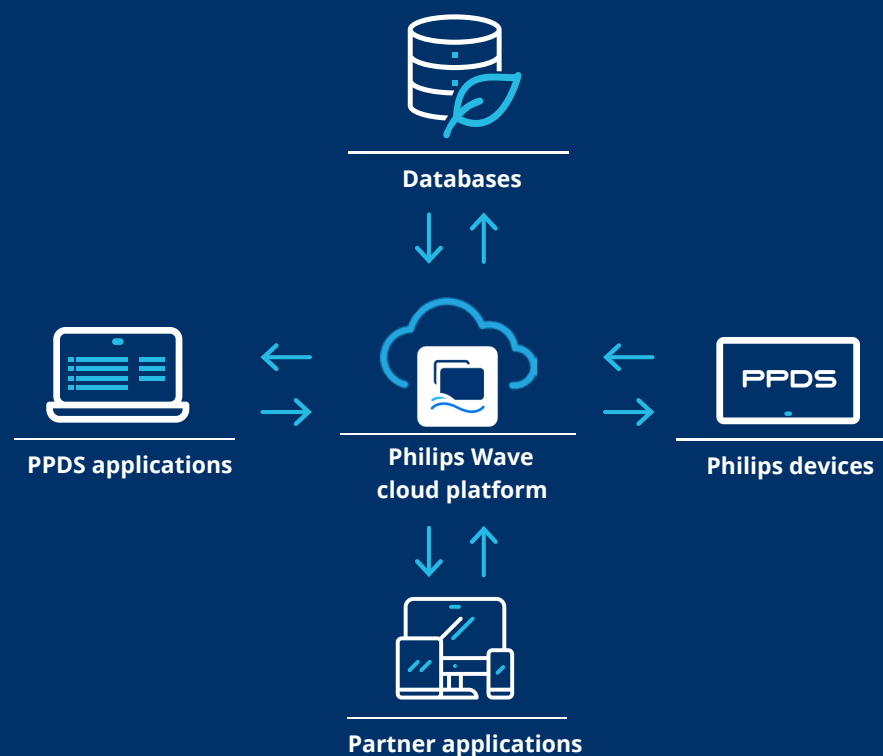 Databases
PPDS
PPDS applications
Philips Wave
cloud platform
Philips devices
Partner applications